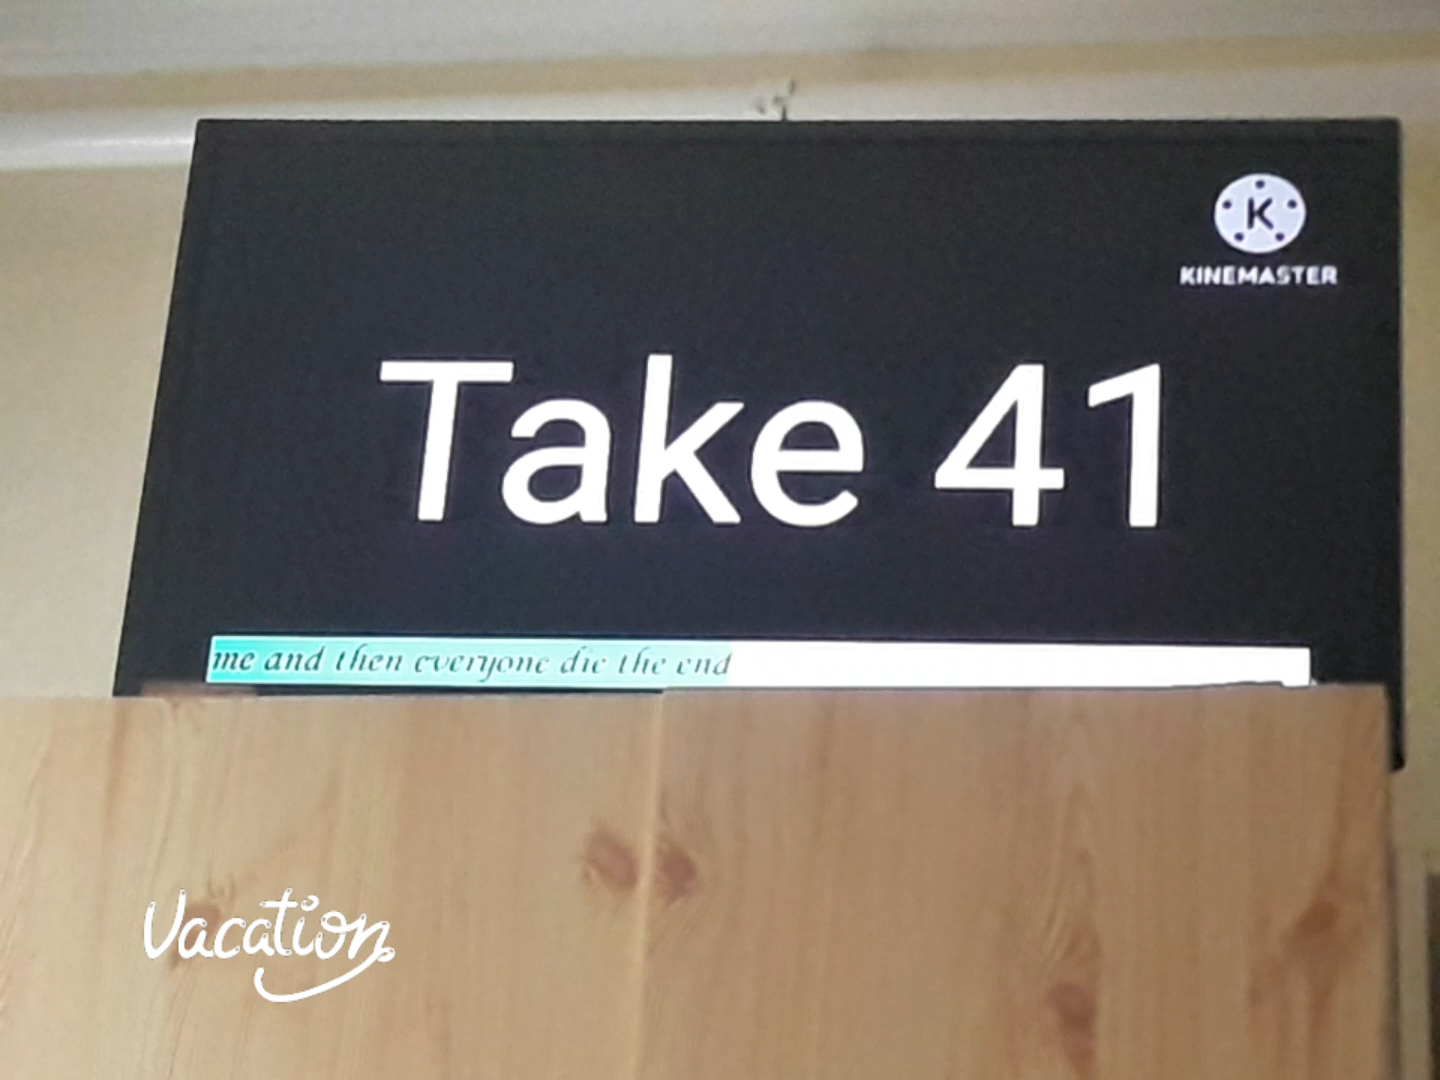 K
KINEMASTER
Take 41
me and then everyone die the end
Vacation